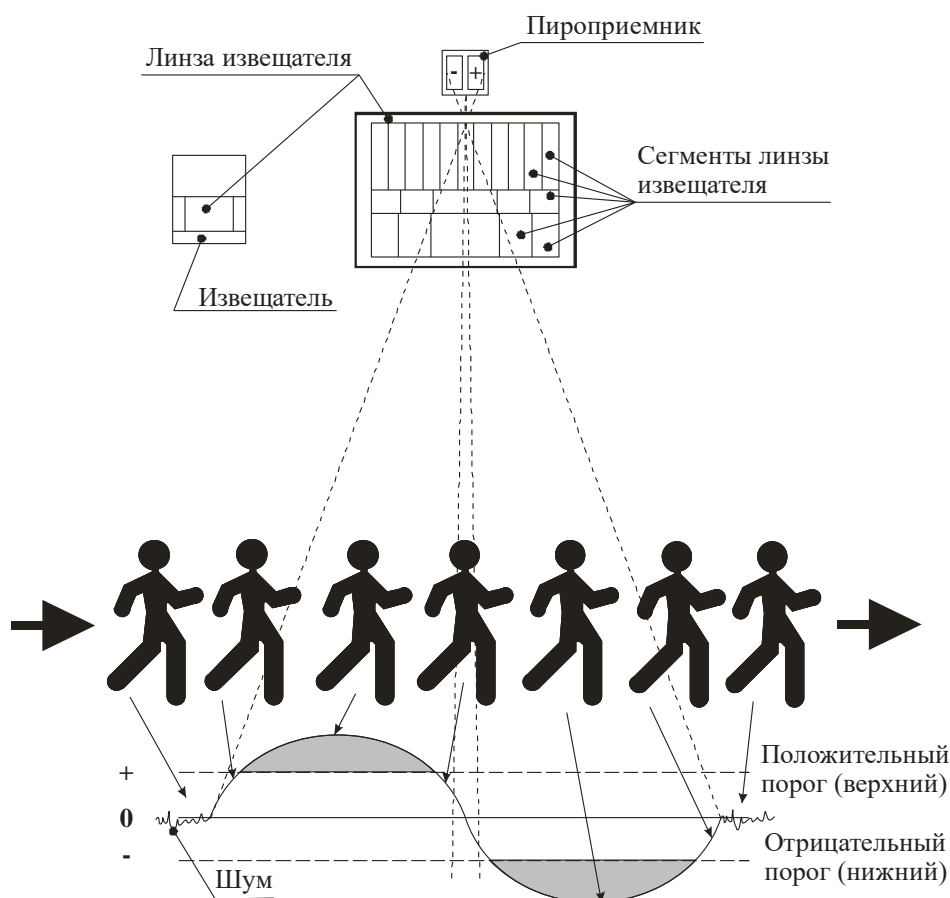 Пироприемник
Линза извещателя
- +
Сегменты линзы
извещателя
Извещатель
Положительный
порог (верхний)
+
0
-
Отрицательный
порог (нижний)
Шум